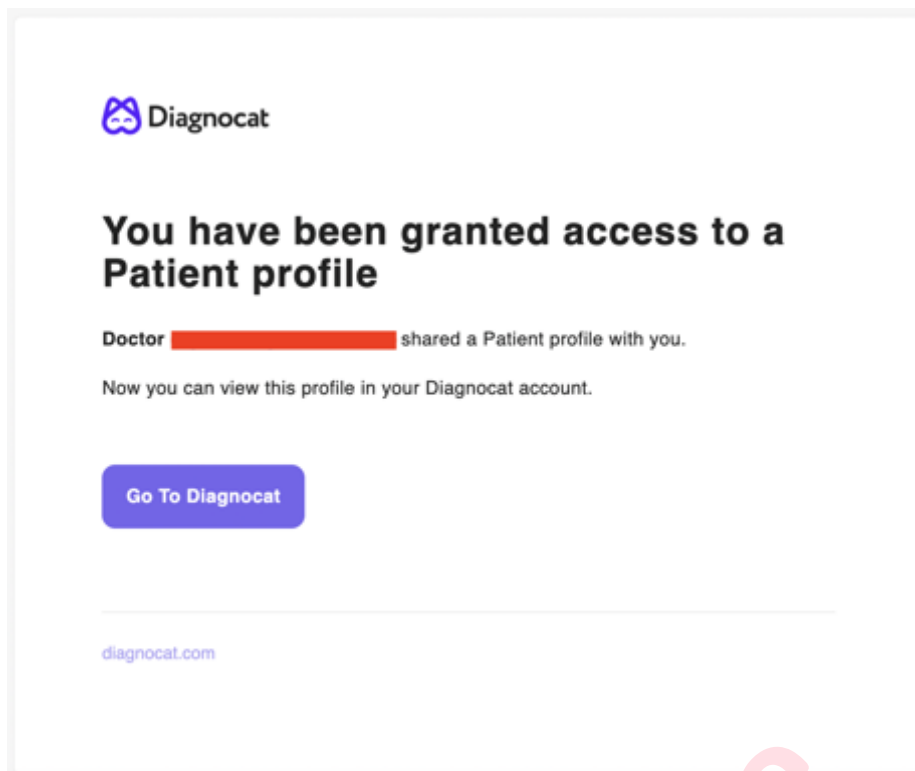 Diagnocat
You have been granted access to a
Patient profile
Doctor shared a Patient profile with you.
Now you can view this profile in your Diagnocat account.
Go To Diagnocat
diagnocat.com